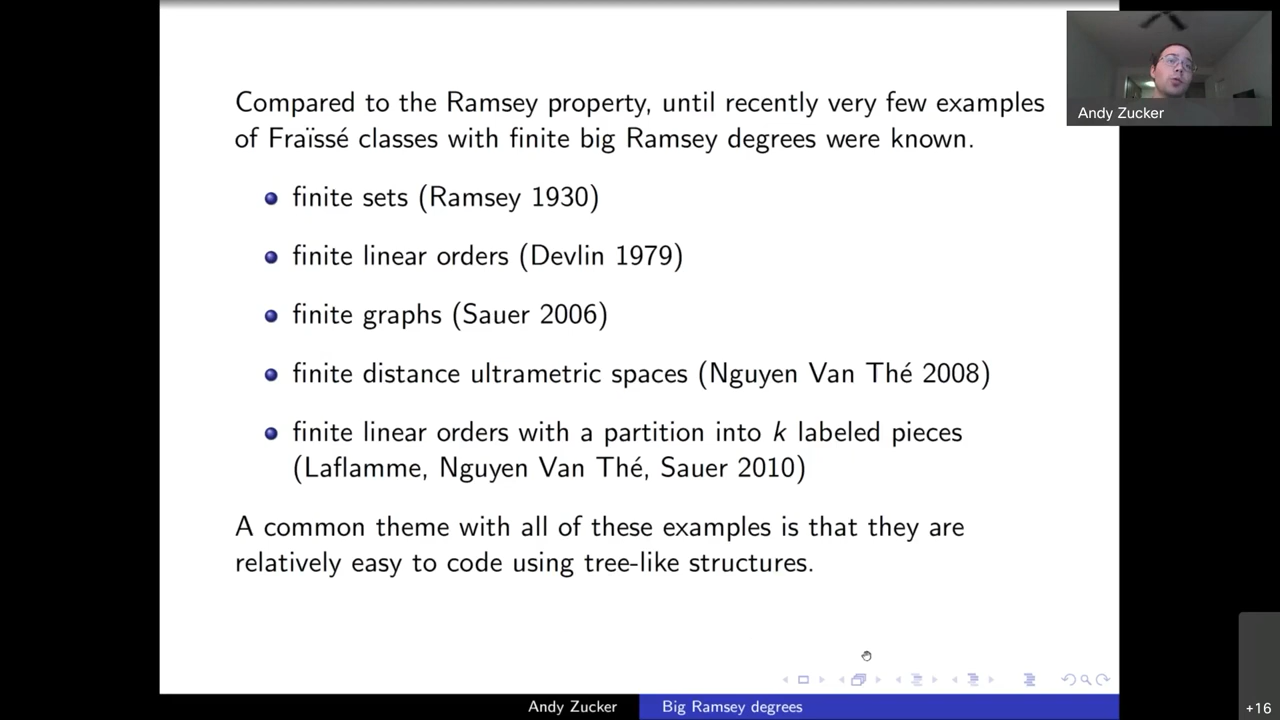 Compared to the Ramsey property, until recently very few examples
of Fraïssé classes with finite big Ramsey degrees were known.
finite sets (Ramsey 1930)
finite linear orders (Devlin 1979)
finite graphs (Sauer 2006)
finite distance ultrametric spaces (Nguyen Van Thé 2008)
finite linear orders with a partition into k labeled pieces
(Laflamme, Nguyen Van Thé, Sauer 2010)
A common theme with all of these examples is that they are
relatively easy to code using tree-like structures.
Andy Zucker
Andy Zucker
Big Ramsey degrees
+16